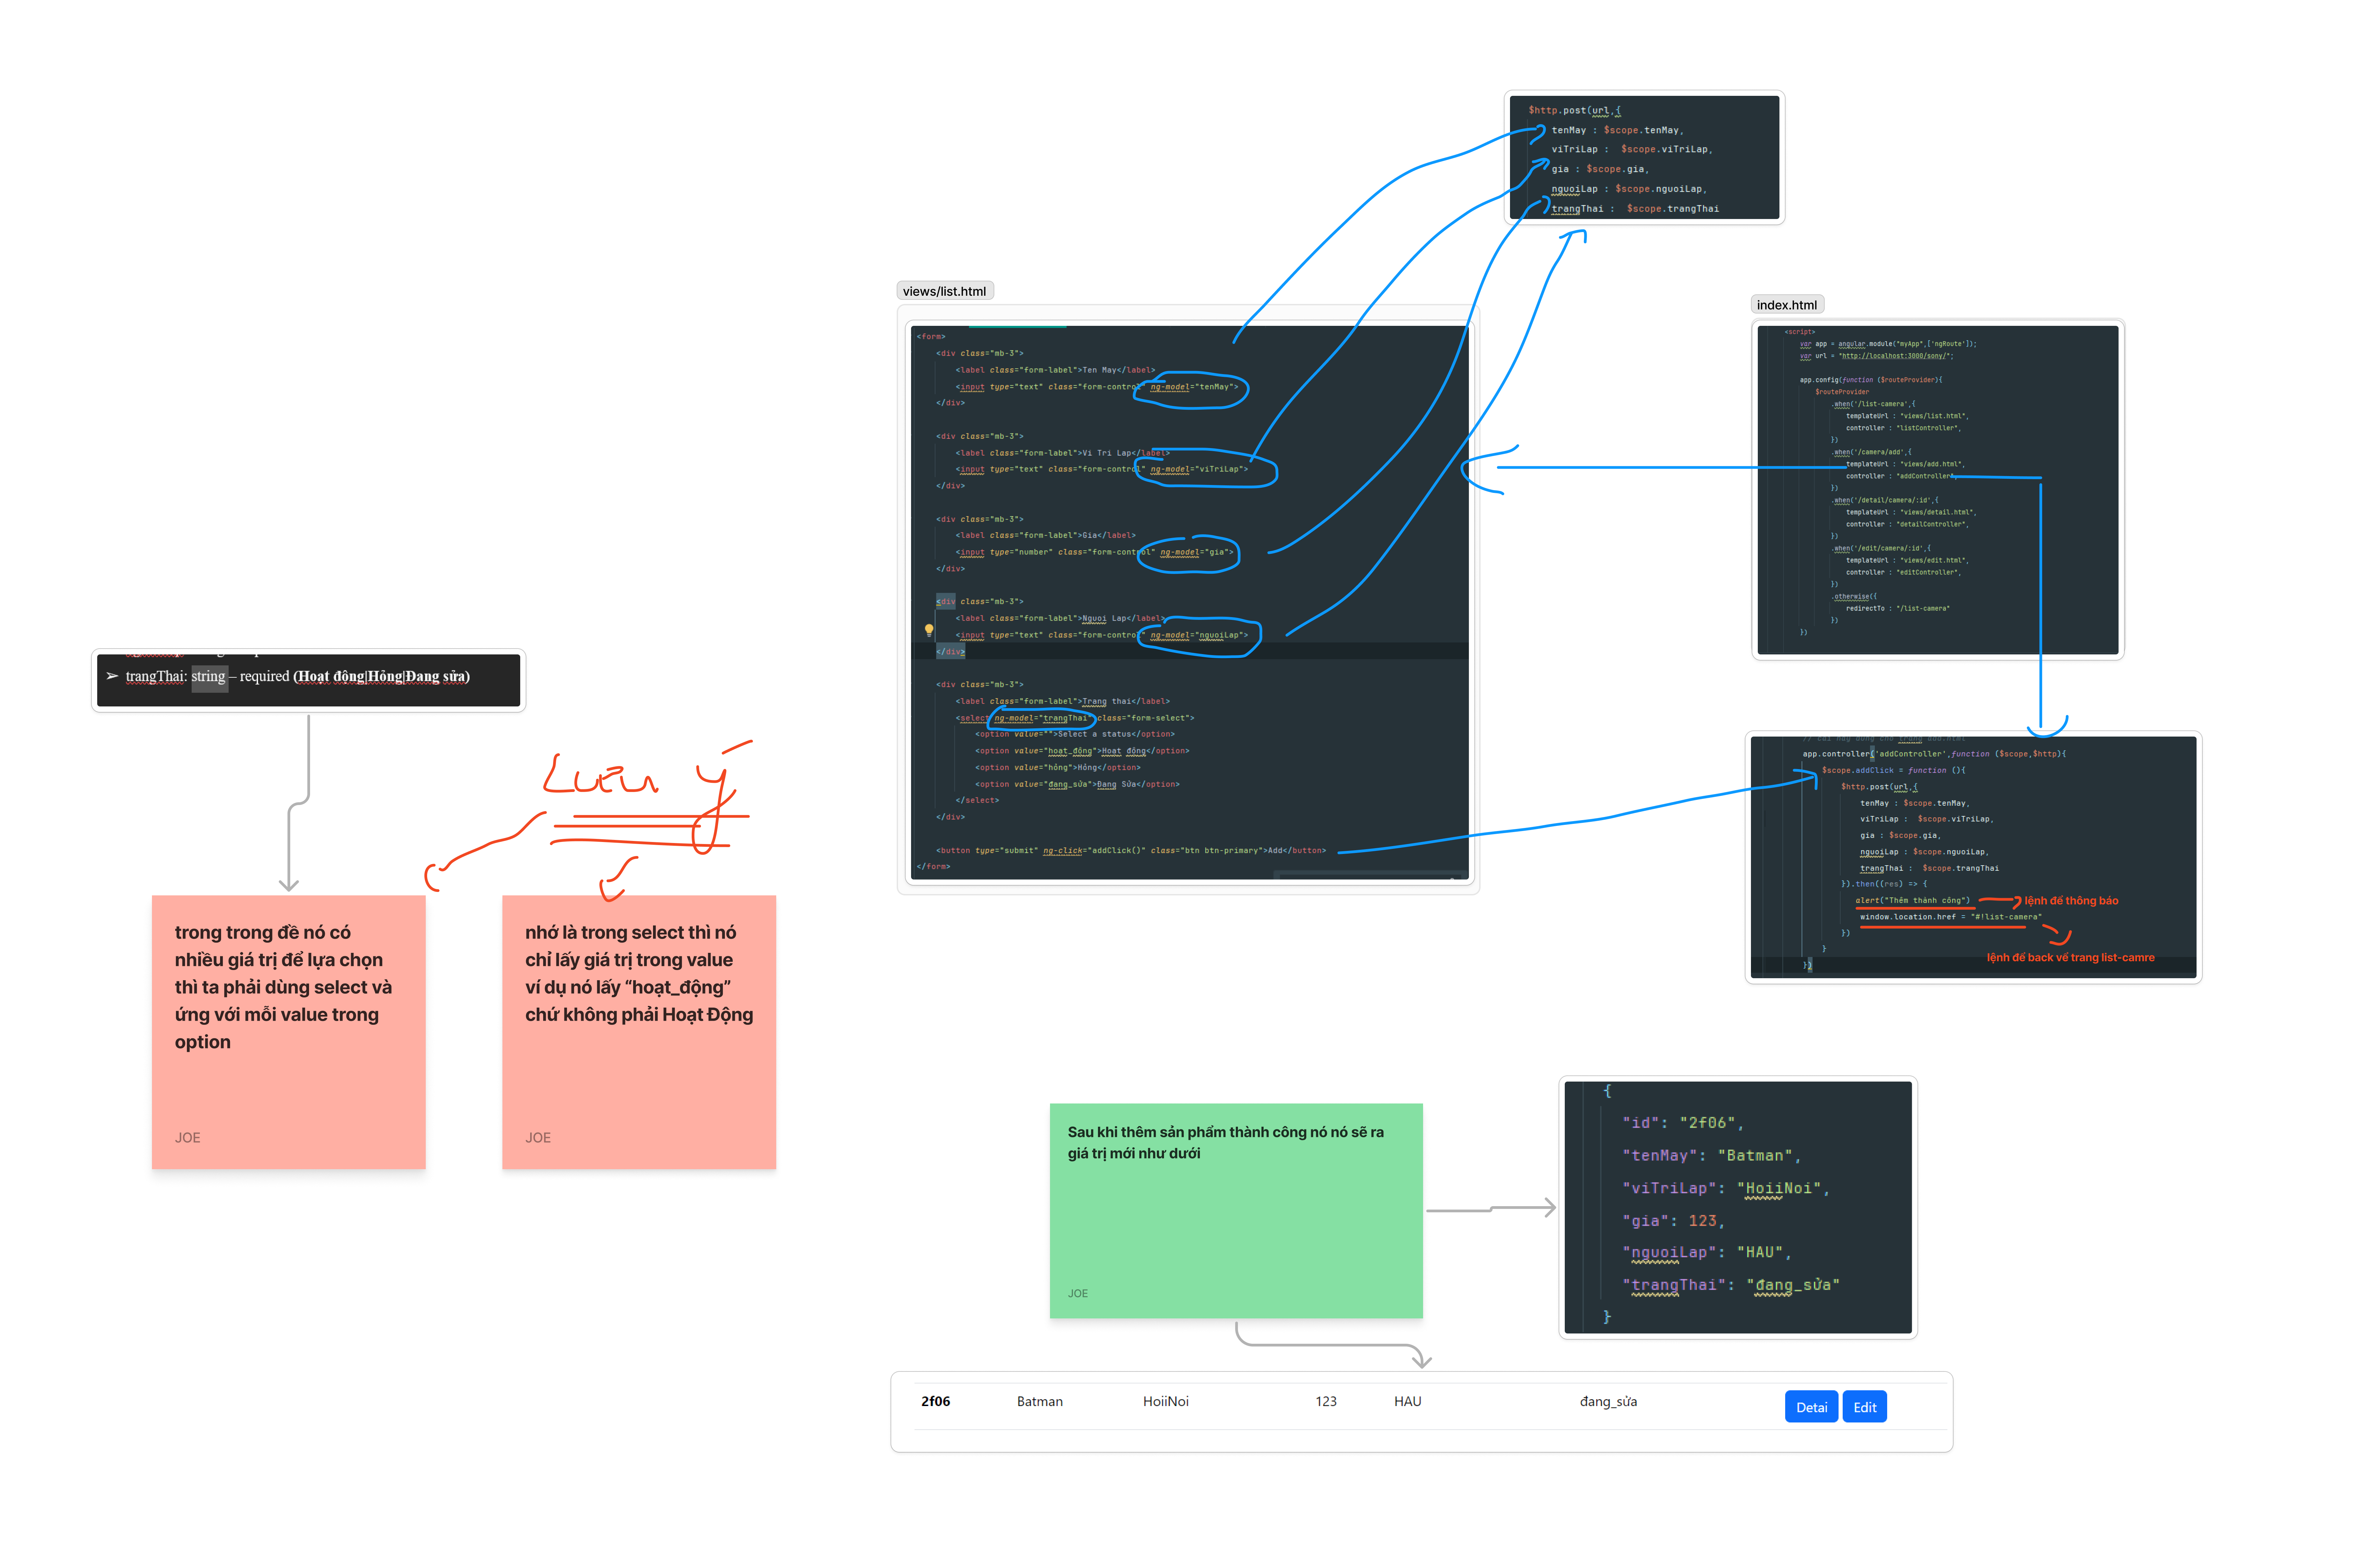 $http.post(url,{
tenMay : $scope.tenMay,
viTriLap :  $scope.viTriLap,
gia : $scope.gia,
nguoiLap : $scope.nguoiLap,
trangThai :  $scope.trangThai
views/list.html
<form>
<div class="mb-3">
<label class="form-label">Ten May</label>
<input type="text" class="form-control" ng-model="tenMay">
</div>
<div class="mb-3">
<label class="form-label">Vi Tri Lap</label>
<input type="text" class="form-control" ng-model="viTriLap">
</div>
<div class="mb-3">
<label class="form-label">Gia</label>
<input type="number" class="form-control" ng-model="gia">
</div>
<div class="mb-3">
<label class="form-label">Nguoi Lap</label>
<input type="text" class="form-control" ng-model="nguoiLap">
</div>
<div class="mb-3">
<label class="form-label">Trang thai</label>
<select ng-model="trangThai" class="form-select">
<option value="">Select a status</option>
<option value="hoạt_động">Hoạt động</option>
<option value="hỏng">Hỏng</option>
<option value="đang_sửa">Đang Sửa</option>
</select>
</div>
<button type="submit" ng-click="addClick()" class="btn btn-primary">Add</button>
</form>
index.html
<script>
var app = angular.module("myApp",['ngRoute']);
var url = "http://localhost:3000/sony/";
app.config(function ($routeProvider){
$routeProvider
.when('/list-camera',{
templateUrl : "views/list.html",
controller : "listController",
})
.when('/camera/add',{
templateUrl : "views/add.html",
controller : "addController",
})
.when('/detail/camera/:id',{
templateUrl : "views/detail.html",
controller : "detailController",
})
.when('/edit/camera/:id',{
templateUrl : "views/edit.html",
controller : "editController",
})
.otherwise({
redirectTo : "/list-camera"
})
})
➢ trangThai: string – required (Hoạt động|Hỏng|Đang sửa)
Lưu ý
app.controller('addController',function ($scope,$http){
$scope.addClick = function (){
$http.post(url,{
tenMay : $scope.tenMay,
viTriLap :  $scope.viTriLap,
gia : $scope.gia,
nguoiLap : $scope.nguoiLap,
trangThai :  $scope.trangThai
}).then((res) => {
alert("Thêm thành công") lệnh để thông báo
window.location.href = "#!list-camera"
})
lệnh để back về trang list-camre
}
})
trong trong đề nó có
nhiều giá trị để lựa chọn
thì ta phải dùng select và
ứng với mỗi value trong
option
JOE
nhớ là trong select thì nó
chỉ lấy giá trị trong value
ví dụ nó lấy “hoạt_động”
chứ không phải Hoạt Động
JOE
Sau khi thêm sản phẩm thành công nó nó sẽ ra
giá trị mới như dưới
JOE
{
"id": "2f06",
"tenMay": "Batman",
"viTriLap": "HoiiNoi",
"gia": 123,
"nguoiLap": "HAU",
"trangThai": "đang_sửa"
}
2f06 Batman HoiiNoi 123 HAU đang_sửa Detai Edit